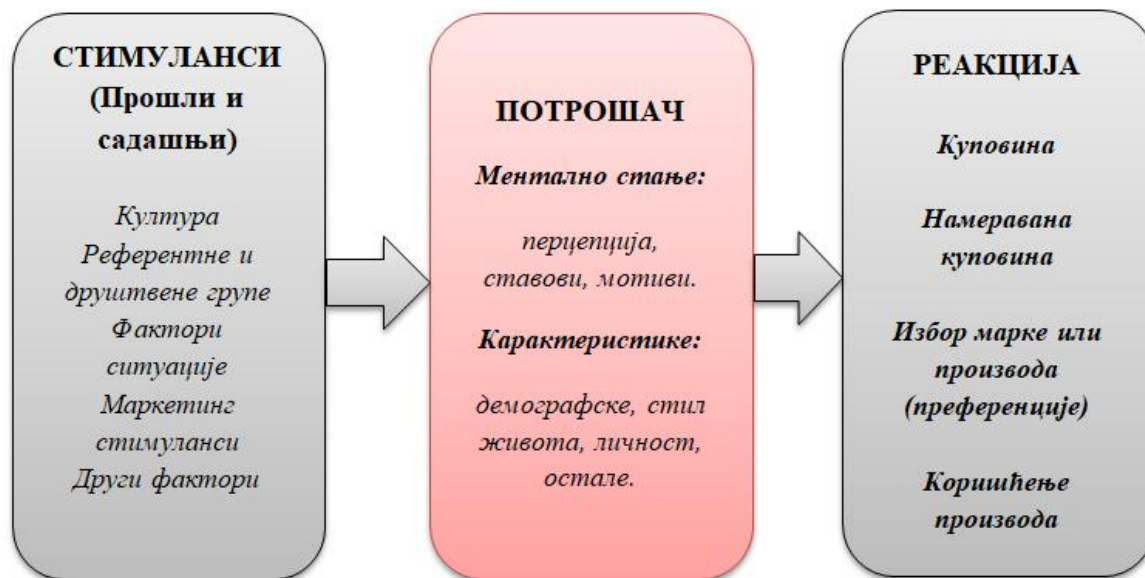 СТИМУЛАНСИ
(Прошли и
садашњи)
Култура
Референтне и
друштвене групе
Фактори
ситуације
Маркетинг
стимуланси
Други фактори
ПОТРОШАЧ
Ментално стање:
перцепција,
ставови, мотиви.
Карактеристике:
демографске, стил
живота, личност,
остале.
РЕАКЦИЈА
Куповина
Намеравана
куповина
Избор марке или
производа
(преференције)
Коришћење
производа